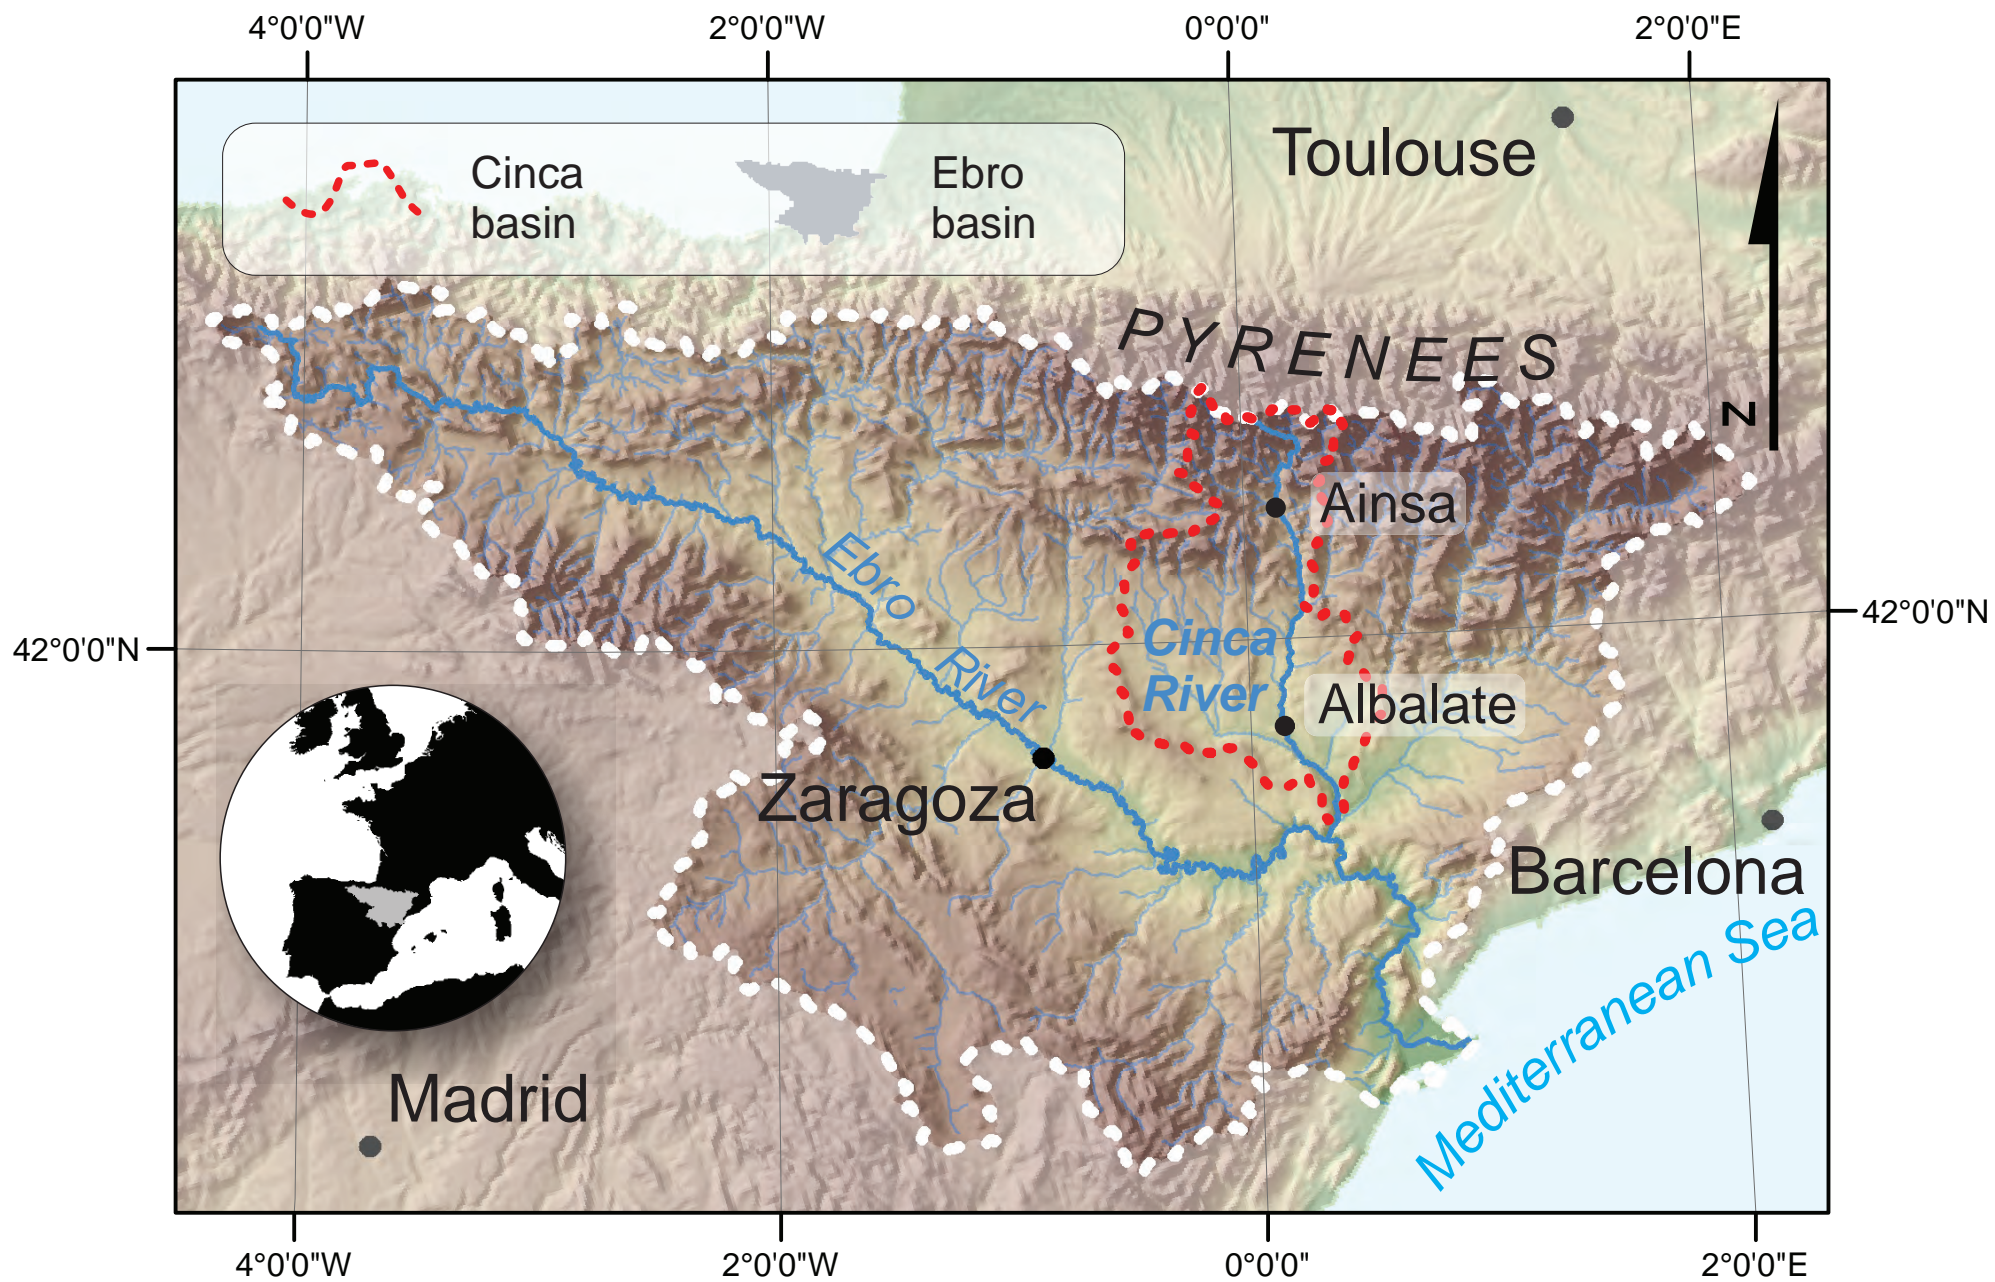 4°0'0"W
2°0'0"W
0°0'0"
2°0'0"E
Cinca
basin
Ebro
basin
Toulouse
PYRENEES
N
Ainsa
Ebro
River
42°0'0"N
42°0'0"N
Cinca
River
Albalate
Zaragoza
Barcelona
Mediterranean Sea
Madrid
4°0'0"W
2°0'0"W
0°0'0"
2°0'0"E